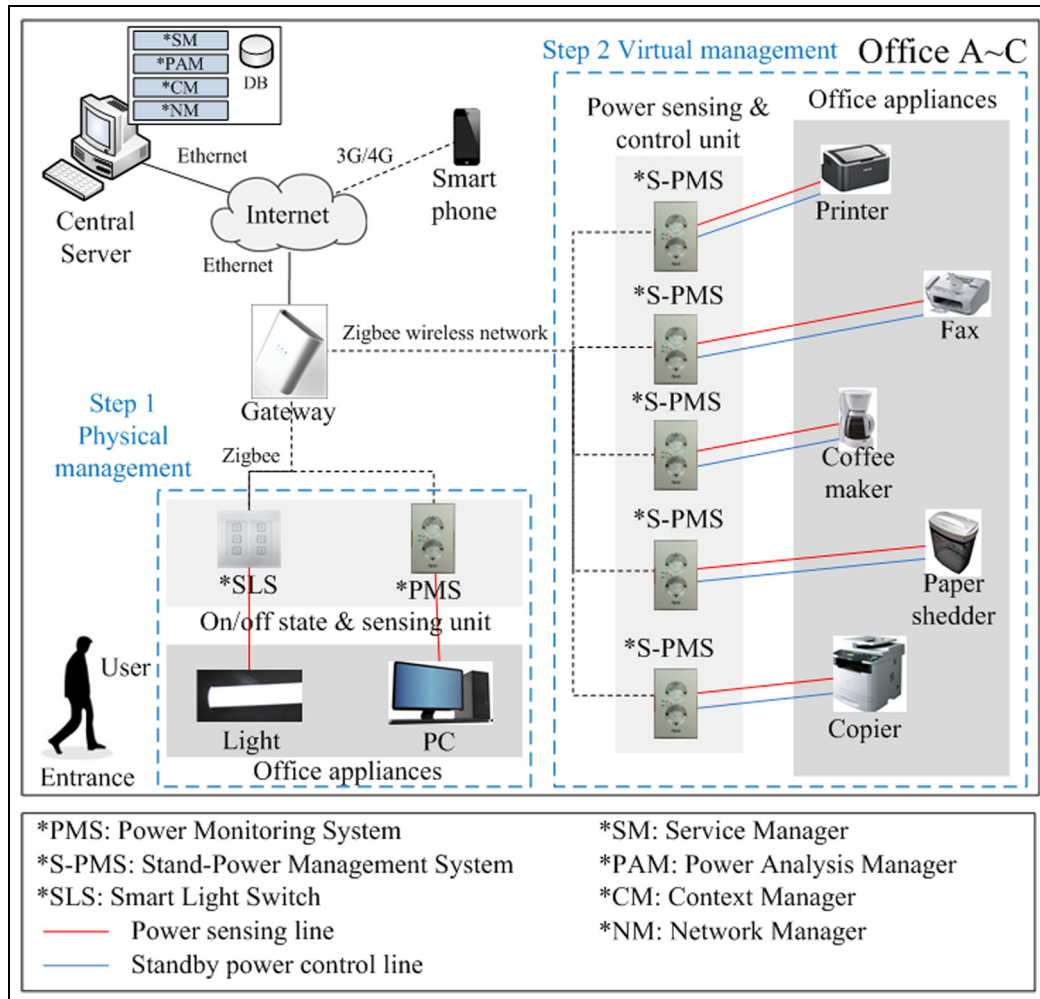 *SM
*PAM
*CM
*NM
DB
Step 2 Virtual management
Office A~C
Power sensing &
control unit
Office appliances
Ethernet
3G/4G
Smart
phone
Central
Server
Internet
Ethernet
*S-PMS
Printer
*S-PMS
Fax
Zigbee wireless network
Gateway
*S-PMS
Coffee
maker
Step 1
Physical
management
Zigbee
*S-PMS
Paper
shedder
*SLS
*PMS
On/off state & sensing unit
*S-PMS
Copier
User
Entrance
Light
PC
Office appliances
*PMS: Power Monitoring System
*S-PMS: Stand-Power Management System
*SLS: Smart Light Switch
Power sensing line
Standby power control line
*SM: Service Manager
*PAM: Power Analysis Manager
*CM: Context Manager
*NM: Network Manager